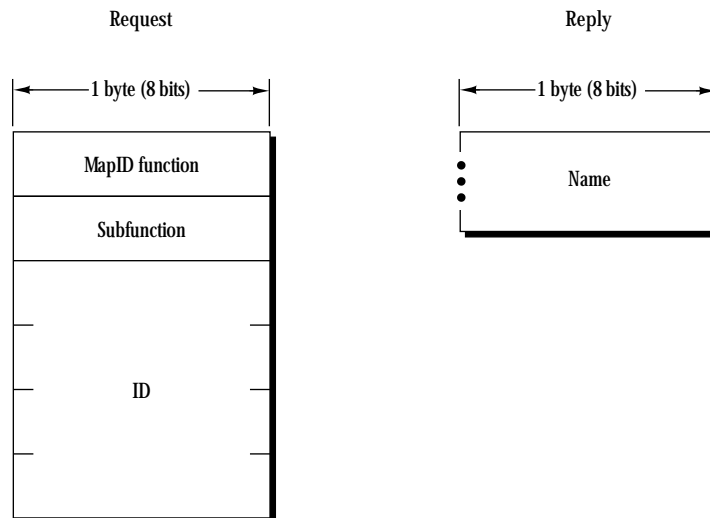 Request
Reply
1 byte (8 bits)
1 byte (8 bits)
MapID function
Name
Subfunction
ID